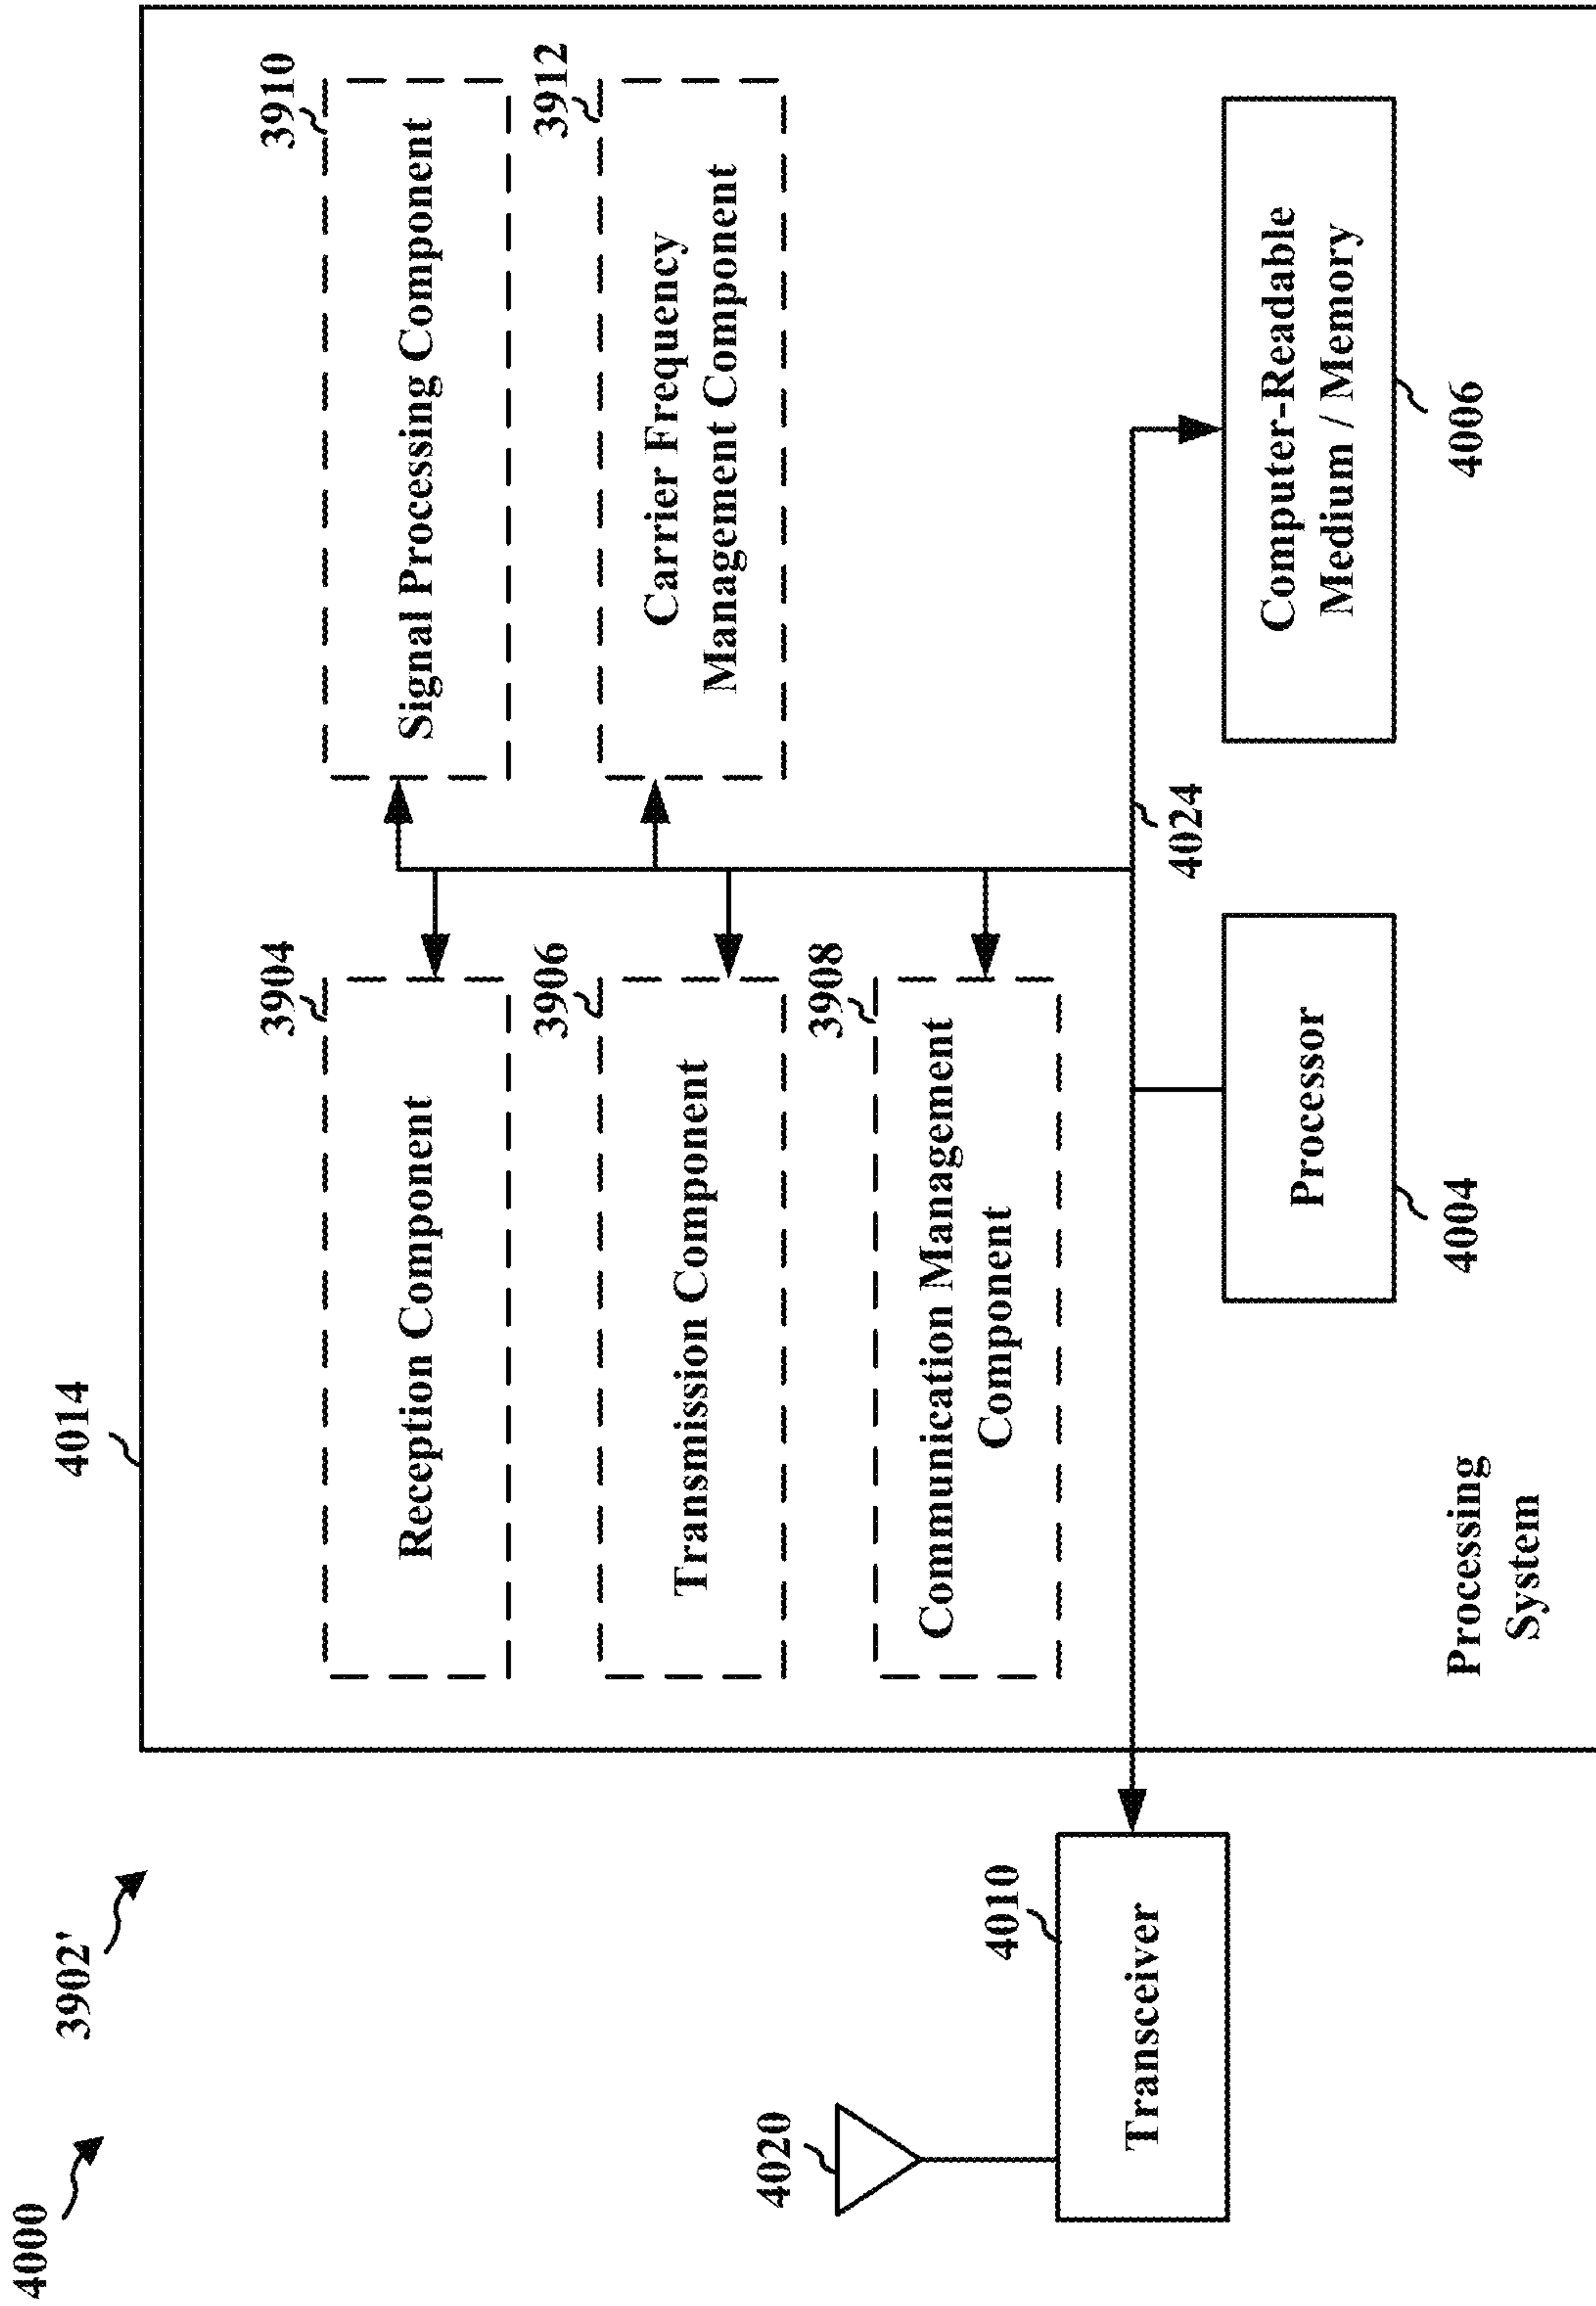 4000
3902'
4014
3904
Reception Component
3910
Signal Processing Component
3906
Transmission Component
3912
Carrier Frequency
Management Component
3908
Communication Management
Component
4020
4010
Transceiver
4024
Processor
4004
Computer-Readable
Medium / Memory
4006
Processing
System